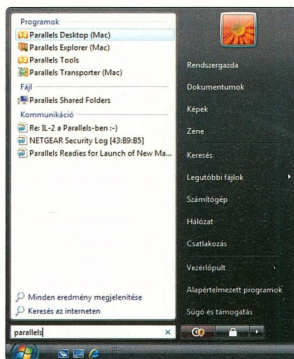 Programok
Parallels Desktop (Mac)
Parallels Explorer (Mac)
Parallels Tools
Parallels Transporter (Mac)
Fájl
Parallels Shared Folders
Kommunikáció
Re: IL-2 a Parallels-ben :-)
NETGEAR Security Log [43:B9:B5]
Parallels Readies for Launch of New Ma...
Minden eredmény megjelenítése
Keresés az interneten
parallels
Rendszergazda
Dokumentumok
Képek
Zene
Keresés
Legutóbbi fájlok
Számítógép
Hálózat
Csatlakozás
Vezérlőpult
Alapértelmezett programok
Súgó és támogatás